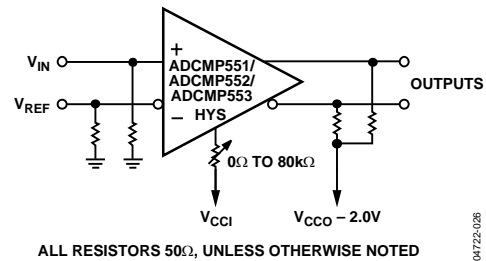 +
V_IN
ADCMP551/
ADCMP552/
ADCMP553
OUTPUTS
V_REF
HYS
−
0Ω TO 80kΩ
V_CCI
V_CCO – 2.0V
ALL RESISTORS 50Ω, UNLESS OTHERWISE NOTED
04722-026